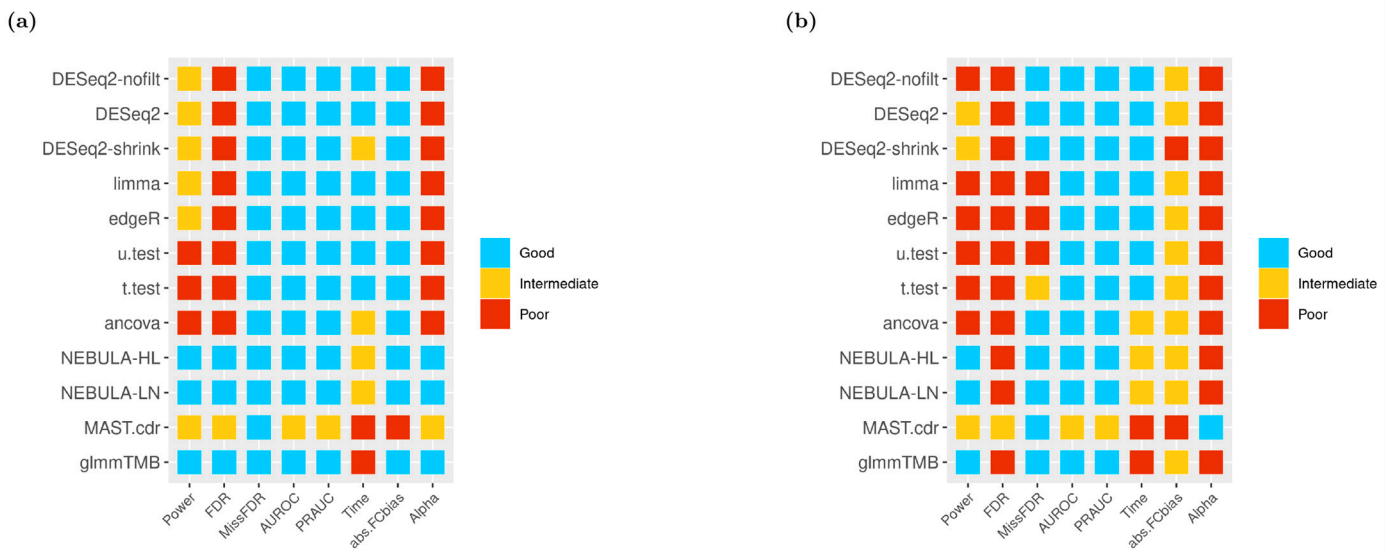 (a)
DESeq2-nofilt
DESeq2
DESeq2-shrink
limma
edgeR
u.test
t.test
ancova
NEBULA-HL
NEBULA-LN
MAST.cdr
glmmTMB
Power
FDR
MissFDR
AUROC
PRAUC
Time
abs.FCbias
Alpha
Good
Intermediate
Poor
(b)
DESeq2-nofilt
DESeq2
DESeq2-shrink
limma
edgeR
u.test
t.test
ancova
NEBULA-HL
NEBULA-LN
MAST.cdr
glmmTMB
Power
FDR
MissFDR
AUROC
PRAUC
Time
abs.FCbias
Alpha
Good
Intermediate
Poor